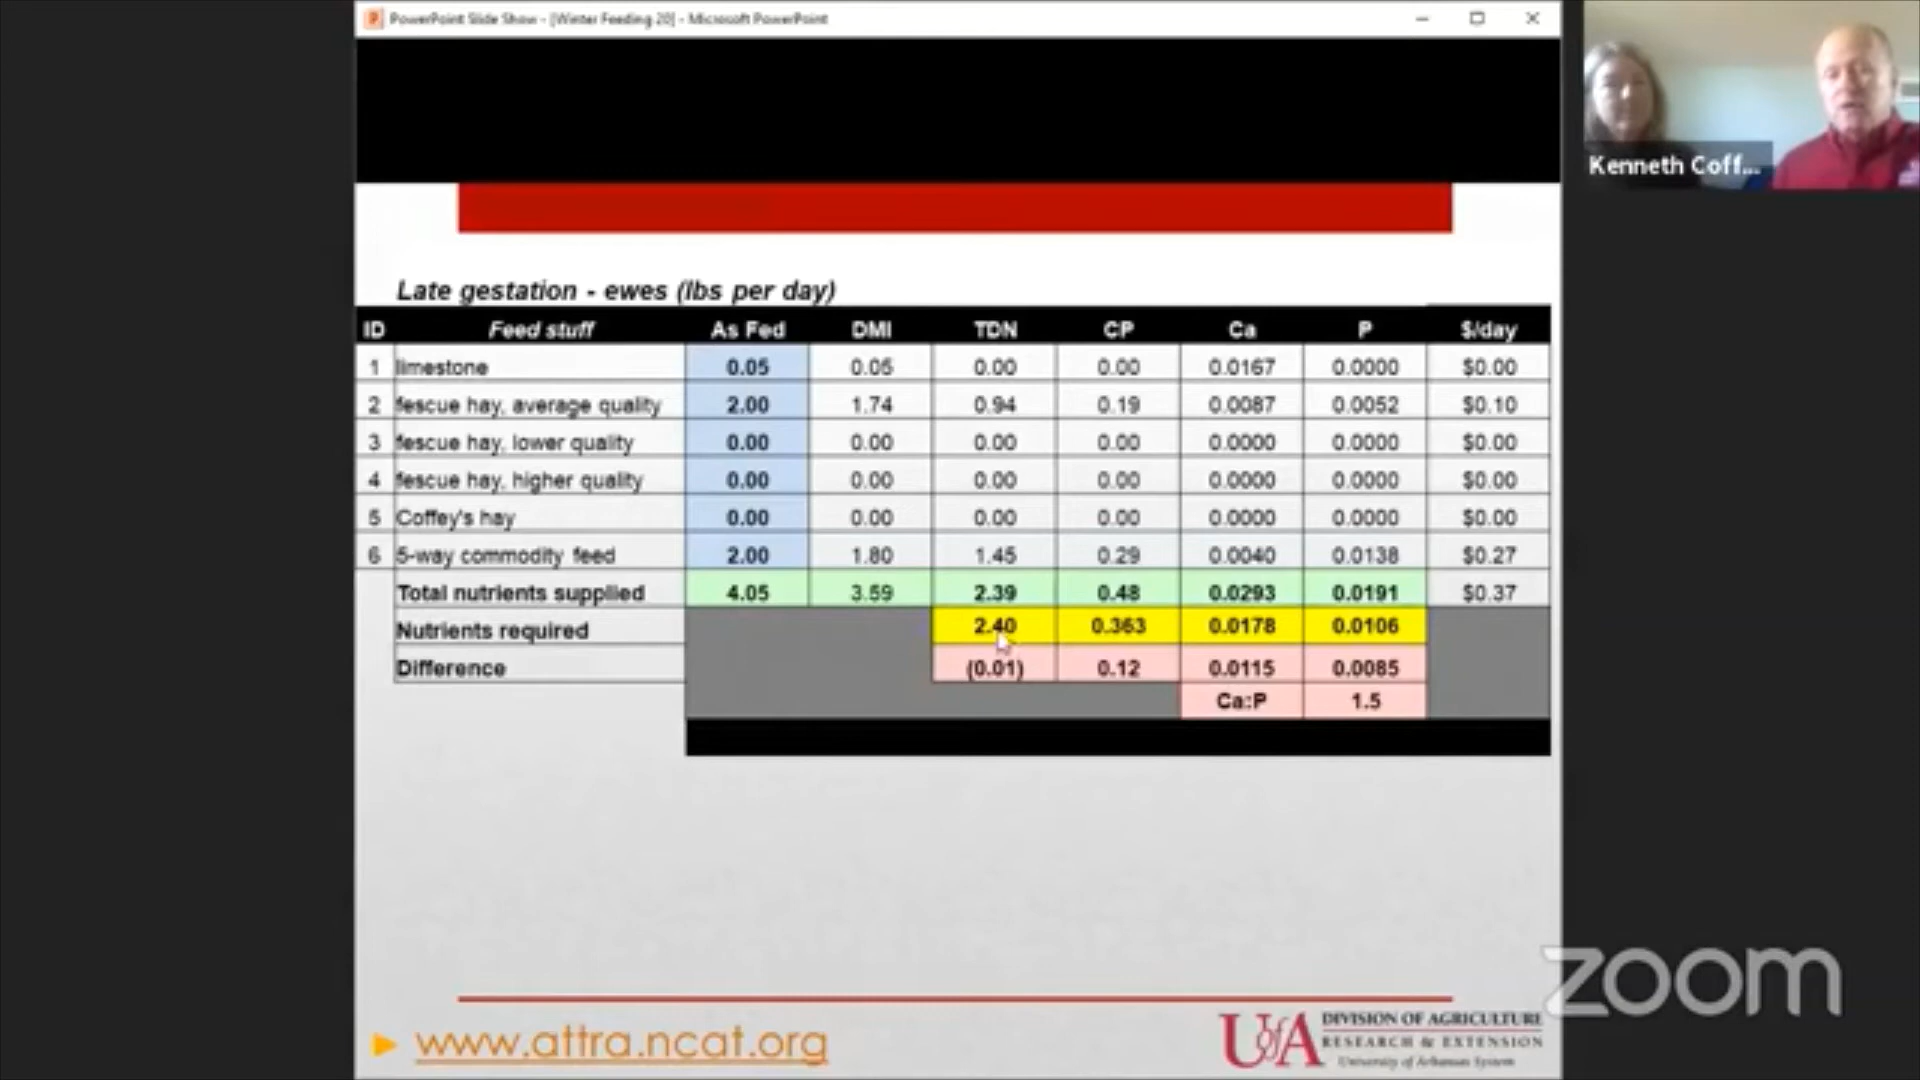 PowerPoint Slide Show - [Winter Feeding 20] - Microsoft PowerPoint
Kenneth Coff...
Late gestation - ewes (lbs per day)
ID Feed stuff As Fed DMI TDN CP Ca P $/day
1 limestone 0.05 0.05 0.00 0.00 0.0167 0.0000 $0.00
2 fescue hay, average quality 2.00 1.74 0.94 0.19 0.0087 0.0052 $0.10
3 fescue hay, lower quality 0.00 0.00 0.00 0.00 0.0000 0.0000 $0.00
4 fescue hay, higher quality 0.00 0.00 0.00 0.00 0.0000 0.0000 $0.00
5 Coffey's hay 0.00 0.00 0.00 0.00 0.0000 0.0000 $0.00
6 5-way commodity feed 2.00 1.80 1.45 0.29 0.0040 0.0138 $0.27
Total nutrients supplied 4.05 3.59 2.39 0.48 0.0293 0.0191 $0.37
Nutrients required 2.40 0.363 0.0178 0.0106
Difference (0.01) 0.12 0.0115 0.0085
Ca:P 1.5
www.attra.ncat.org
UofA DIVISION OF AGRICULTURE
RESEARCH & EXTENSION
University of Arkansas System
zoom